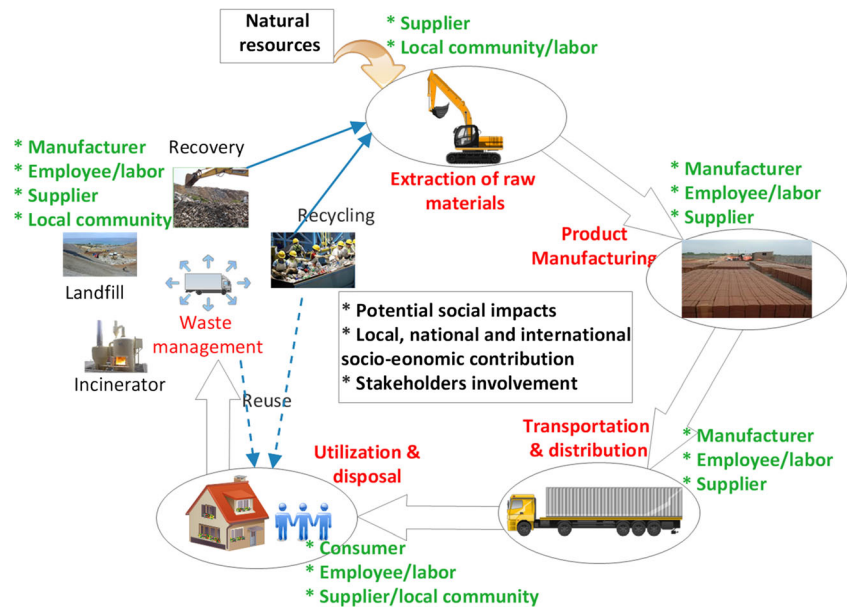 Natural
resources
* Supplier
* Local community/labor
* Manufacturer
* Employee/labor
* Supplier
* Local community
Recovery
Extraction of raw
materials
* Manufacturer
* Employee/labor
* Supplier
Recycling
Product
Manufacturing
Landfill
Waste
management
* Potential social impacts
* Local, national and international
socio-eonomic contribution
* Stakeholders involvement
Incinerator
Reuse
Transportation
& distribution
* Manufacturer
* Employee/labor
* Supplier
Utilization &
disposal
* Consumer
* Employee/labor
* Supplier/local community